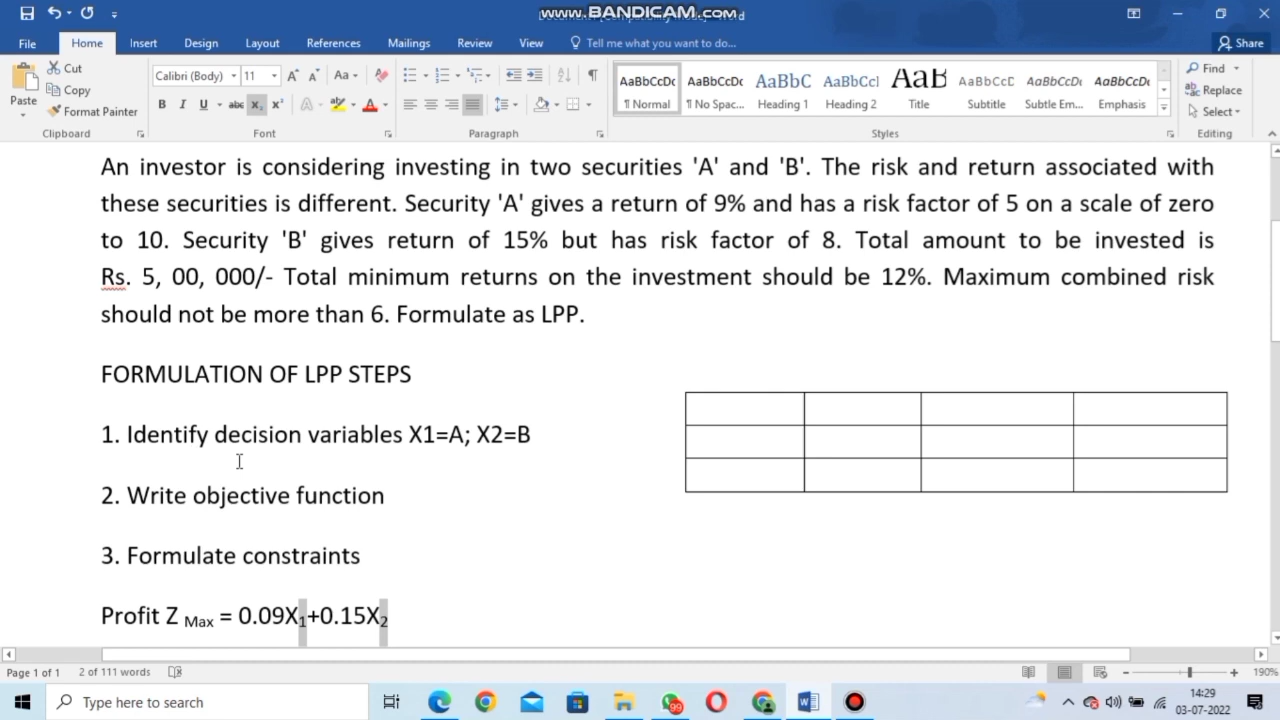 www.BANDICAM.com
File Home Insert Design Layout References Mailings Review View Tell me what you want to do... Share
Paste Cut Copy Format Painter
Calibri (Body) 11
AaBbCcDc AaBbCcDc AaBbC AaBbCcI AaB AaBbCcD AaBbCcDı AaBbCcDı
¶ Normal ¶ No Spac... Heading 1 Heading 2 Title Subtitle Subtle Em... Emphasis
Find Replace Select
Clipboard Font Paragraph Styles Editing
An investor is considering investing in two securities 'A' and 'B'. The risk and return associated with
these securities is different. Security 'A' gives a return of 9% and has a risk factor of 5 on a scale of zero
to 10. Security 'B' gives return of 15% but has risk factor of 8. Total amount to be invested is
Rs. 5, 00, 000/- Total minimum returns on the investment should be 12%. Maximum combined risk
should not be more than 6. Formulate as LPP.
FORMULATION OF LPP STEPS
1. Identify decision variables X1=A; X2=B
2. Write objective function
3. Formulate constraints
Profit Z Max = 0.09X₁+0.15X₂
Page 1 of 1 2 of 111 words 190%
Type here to search 99 14:29
03-07-2022